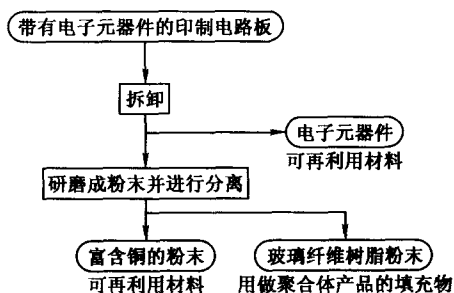 带有电子元器件的印制电路板
拆卸
电子元器件
可再利用材料
研磨成粉末并进行分离
富含铜的粉末
玻璃纤维树脂粉末
可再利用材料
用做聚合体产品的填充物